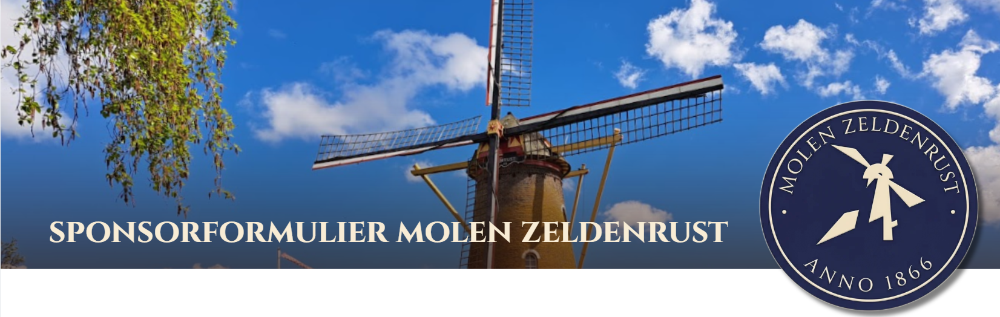 SPONSORFORMULIER MOLEN ZELDENRUST
• MOLEN ZELDENRUST •
ANNO 1866